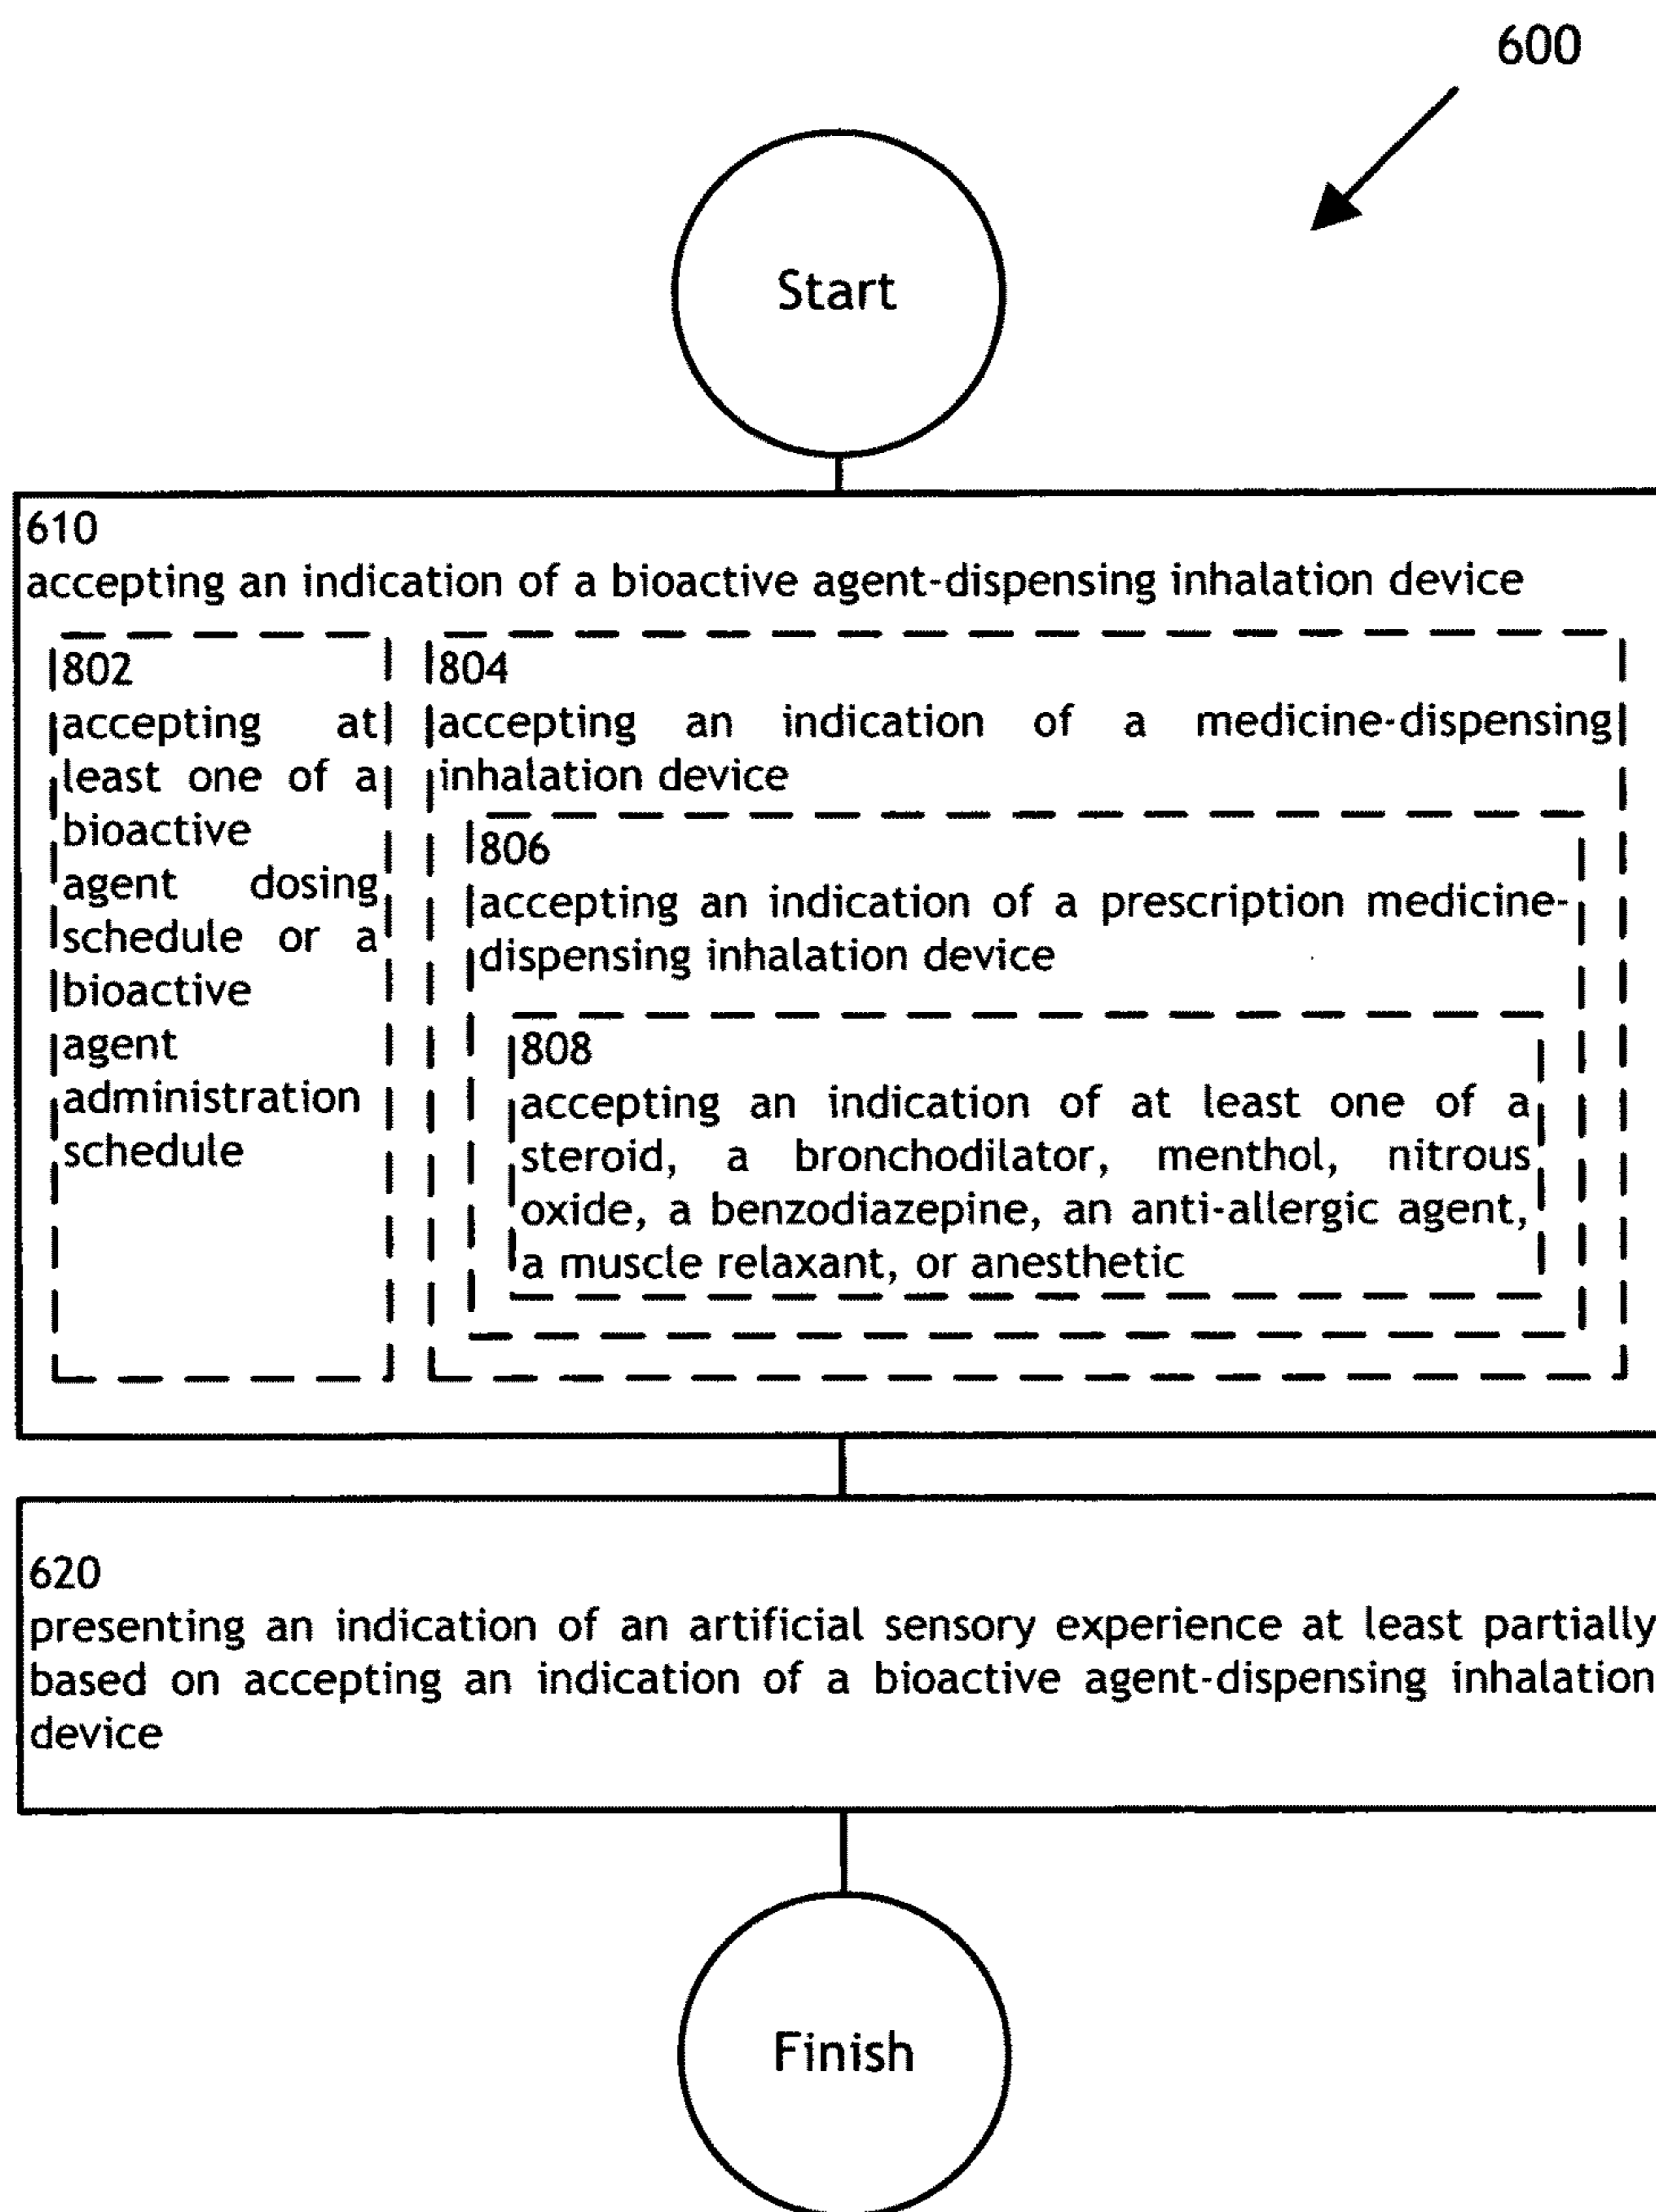 600
Start
610
accepting an indication of a bioactive agent-dispensing inhalation device
802
accepting at
least one of a
bioactive
agent dosing
schedule or a
bioactive
agent
administration
schedule
804
accepting an indication of a medicine-dispensing
inhalation device
806
accepting an indication of a prescription medicine-
dispensing inhalation device
808
accepting an indication of at least one of a
steroid, a bronchodilator, menthol, nitrous
oxide, a benzodiazepine, an anti-allergic agent,
a muscle relaxant, or anesthetic
620
presenting an indication of an artificial sensory experience at least partially
based on accepting an indication of a bioactive agent-dispensing inhalation
device
Finish